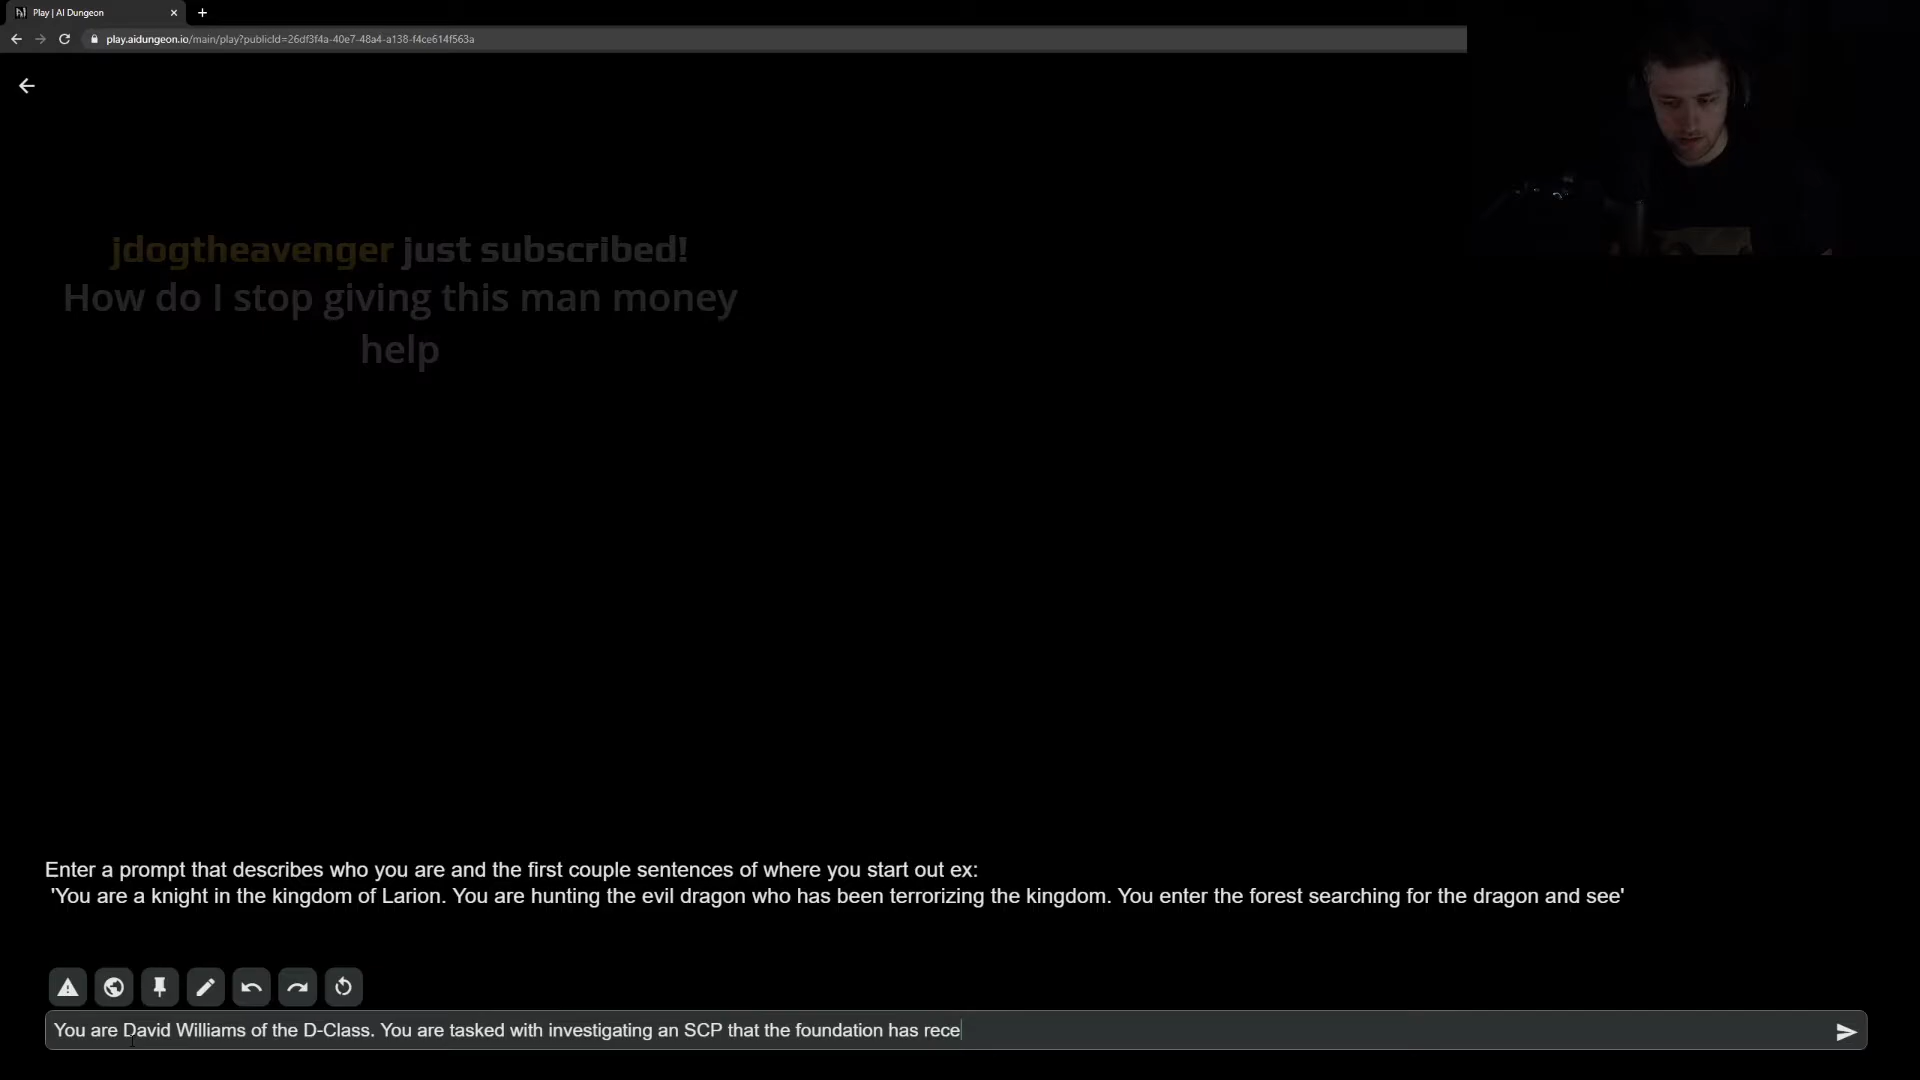 Play | AI Dungeon
play.aidungeon.io/main/play?publicId=26df3f4a-40e7-48a4-a138-f4ce614f563a
jdogtheavenger just subscribed!
How do I stop giving this man money
help
Enter a prompt that describes who you are and the first couple sentences of where you start out ex:
'You are a knight in the kingdom of Larion. You are hunting the evil dragon who has been terrorizing the kingdom. You enter the forest searching for the dragon and see'
You are David Williams of the D-Class. You are tasked with investigating an SCP that the foundation has rece